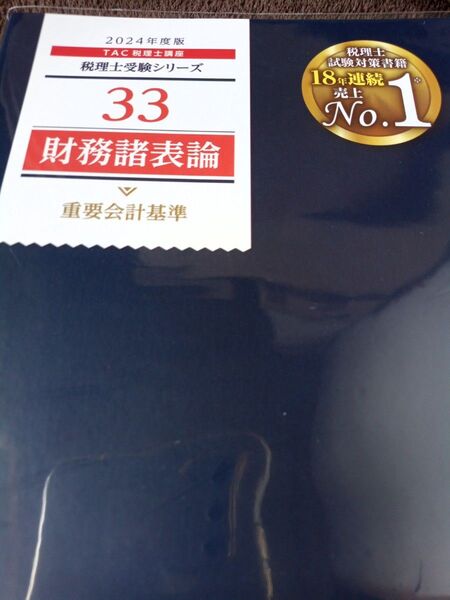 2024年度版
TAC税理士講座
税理士受験シリーズ
33
財務諸表論
重要会計基準
税理士
試験対策書籍
18年連続
売上
No.1※